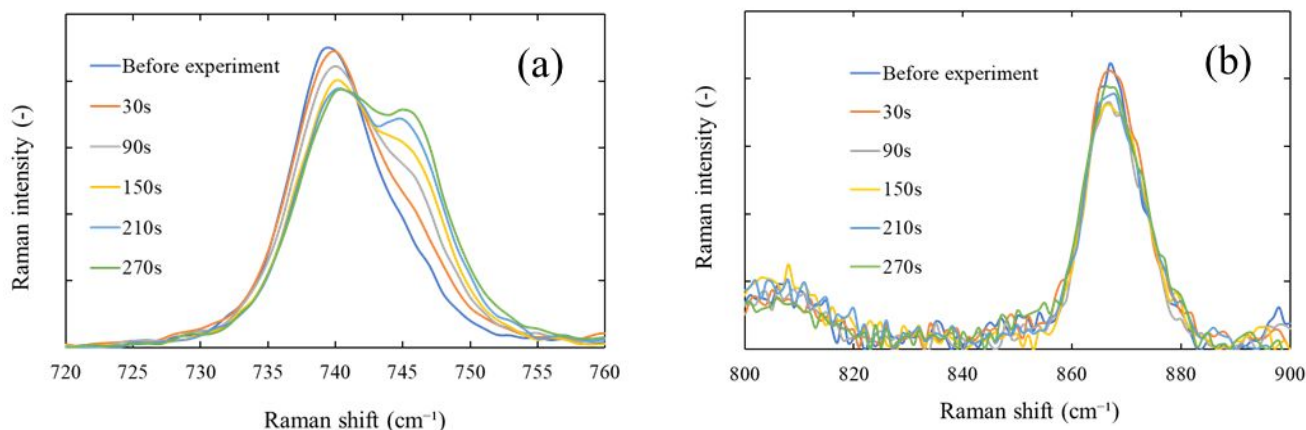 (a)
Before experiment
30s
90s
150s
210s
270s
Raman intensity (-)
720 725 730 735 740 745 750 755 760
Raman shift (cm⁻¹)
(b)
Before experiment
30s
90s
150s
210s
270s
Raman intensity (-)
800 820 840 860 880 900
Raman shift (cm⁻¹)